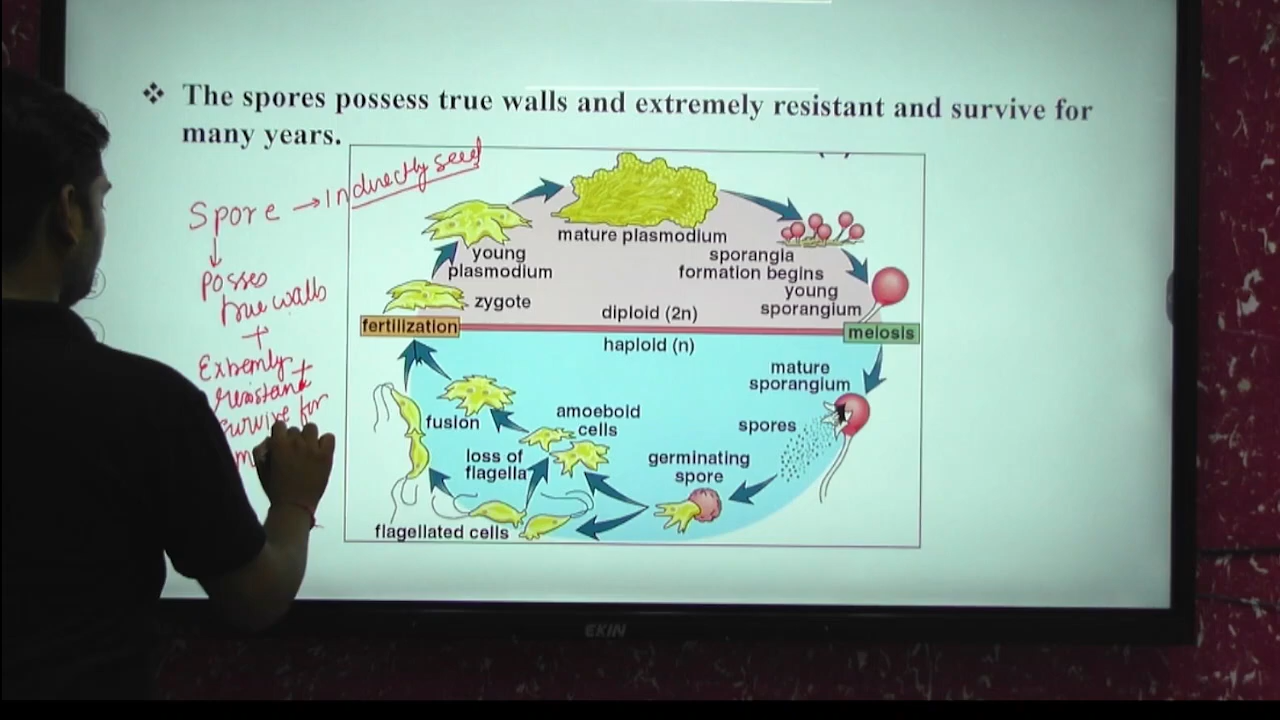 ❖ The spores possess true walls and extremely resistant and survive for
many years.
Spore → Indirectly seed
↓
Posses
true walls
+
Extremly
resistant +
survive for
m
mature plasmodium
young
plasmodium
sporangia
formation begins
young
sporangium
zygote
diploid (2n)
fertilization
meiosis
haploid (n)
mature
sporangium
fusion
amoeboid
cells
spores
loss of
flagella
germinating
spore
flagellated cells
EKIN